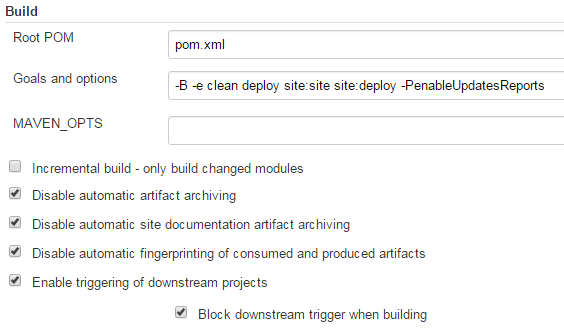 Build
Root POM
pom.xml
Goals and options
-B -e clean deploy site:site site:deploy -PenableUpdatesReports
MAVEN_OPTS
Incremental build - only build changed modules
Disable automatic artifact archiving
Disable automatic site documentation artifact archiving
Disable automatic fingerprinting of consumed and produced artifacts
Enable triggering of downstream projects
Block downstream trigger when building